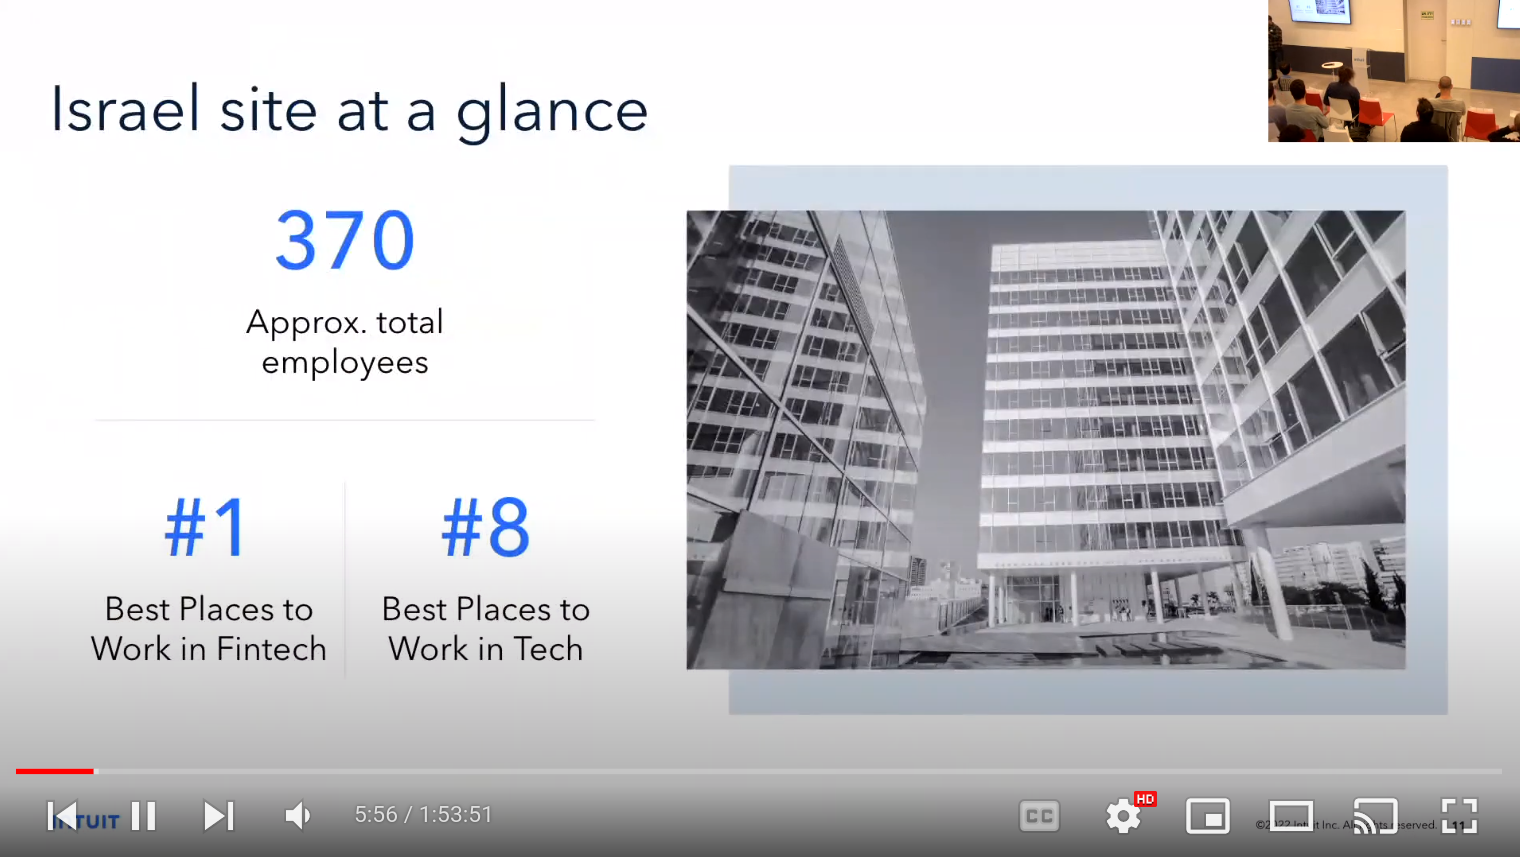 Israel site at a glance
370
Approx. total
employees
#1
Best Places to
Work in Fintech
#8
Best Places to
Work in Tech
INTUIT
5:56 / 1:53:51
CC
HD
©2022 Intuit Inc. All rights reserved.
11